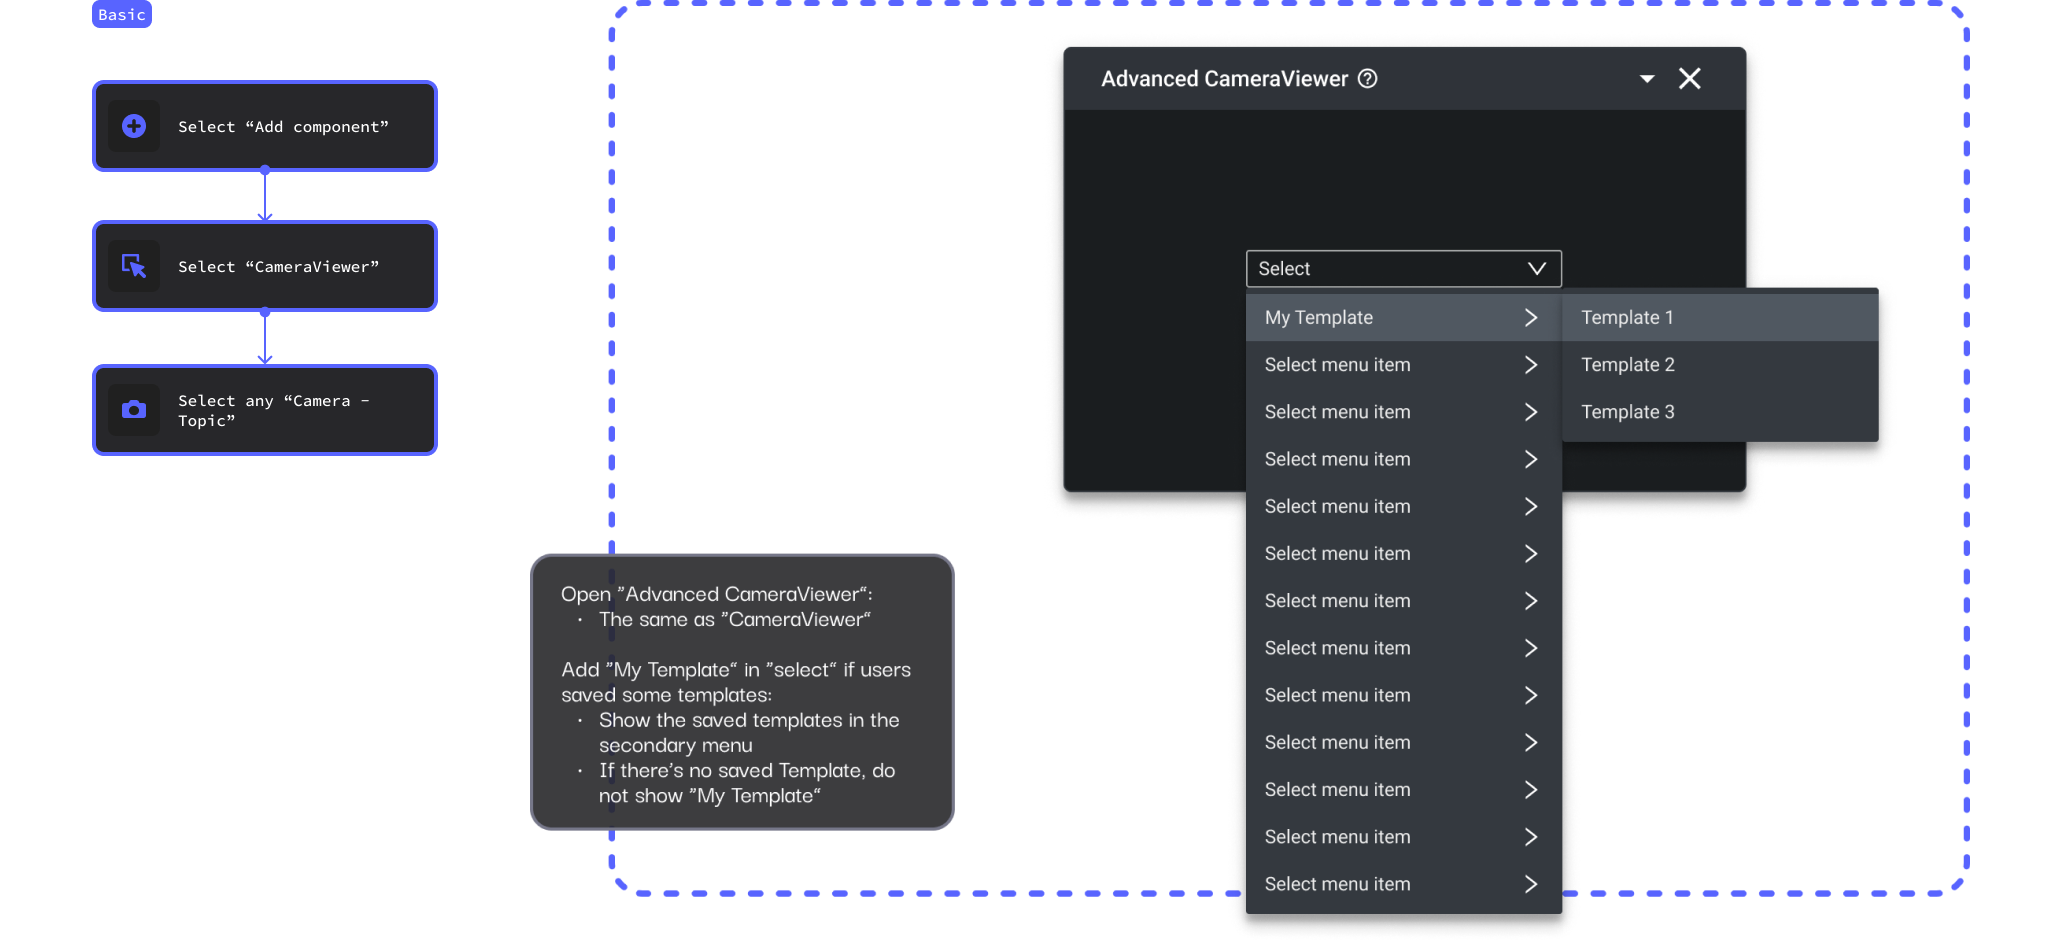 Basic
Select “Add component”
Select “CameraViewer”
Select any “Camera –
Topic”
Advanced CameraViewer
Select
My Template
Select menu item
Select menu item
Select menu item
Select menu item
Select menu item
Select menu item
Select menu item
Select menu item
Select menu item
Select menu item
Select menu item
Select menu item
Template 1
Template 2
Template 3
Open ”Advanced CameraViewer“:
· The same as ”CameraViewer“
Add ”My Template“ in ”select“ if users
saved some templates:
· Show the saved templates in the
secondary menu
· If there’s no saved Template, do
not show ”My Template“